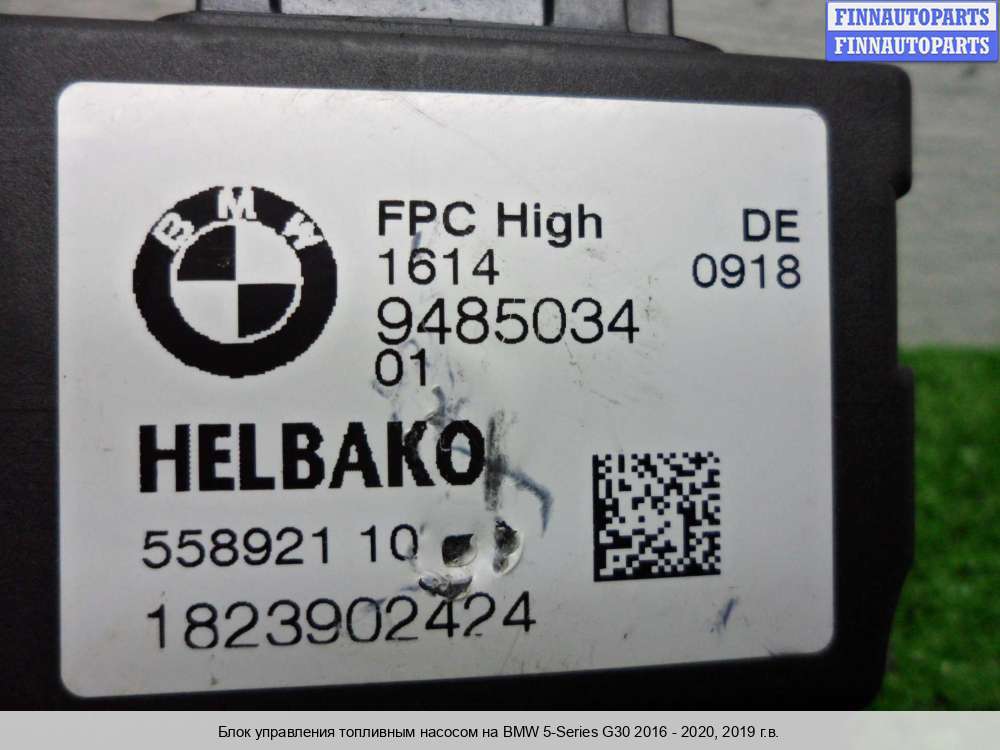 FINNAUTOPARTS
FINNAUTOPARTS
BMW
FPC High
DE
1614
0918
9485034
01
HELBAKO
558921 10
1823902424
Блок управления топливным насосом на BMW 5-Series G30 2016 - 2020, 2019 г.в.